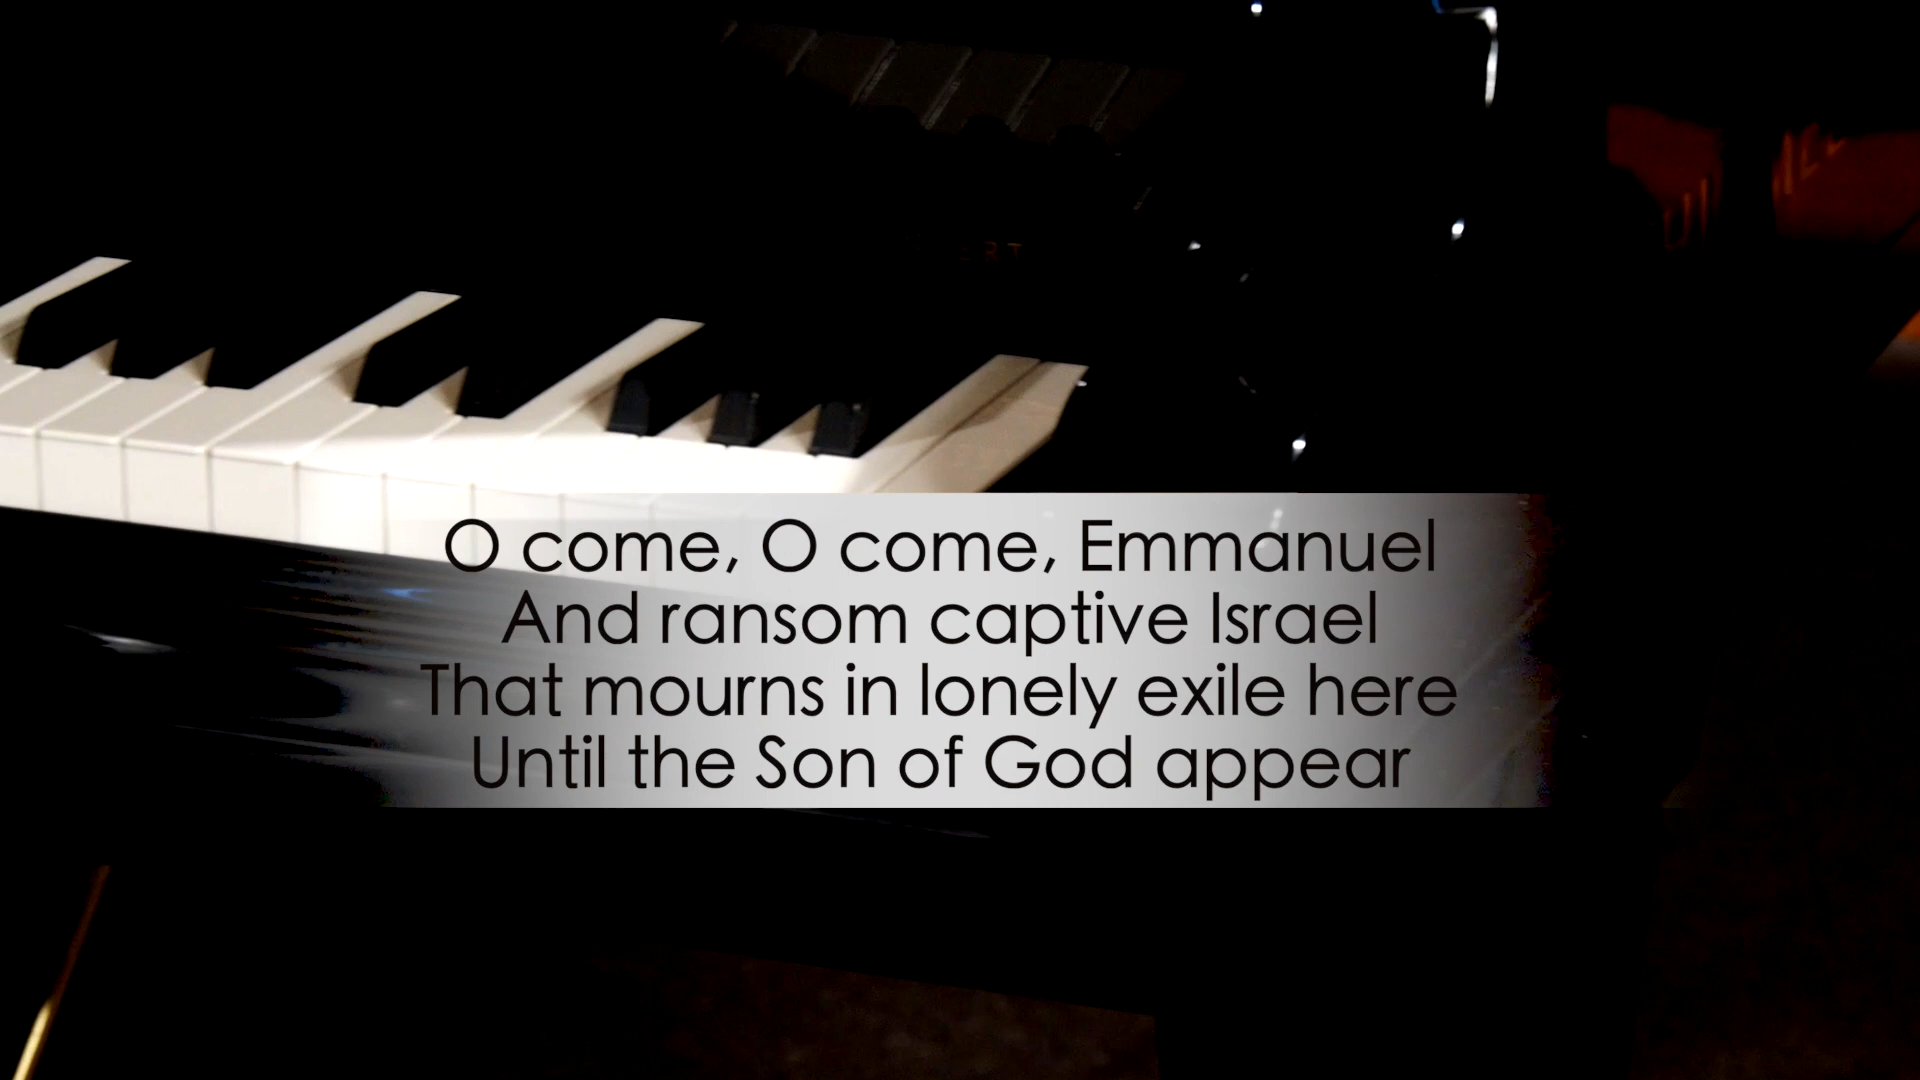 O come, O come, Emmanuel
And ransom captive Israel
That mourns in lonely exile here
Until the Son of God appear